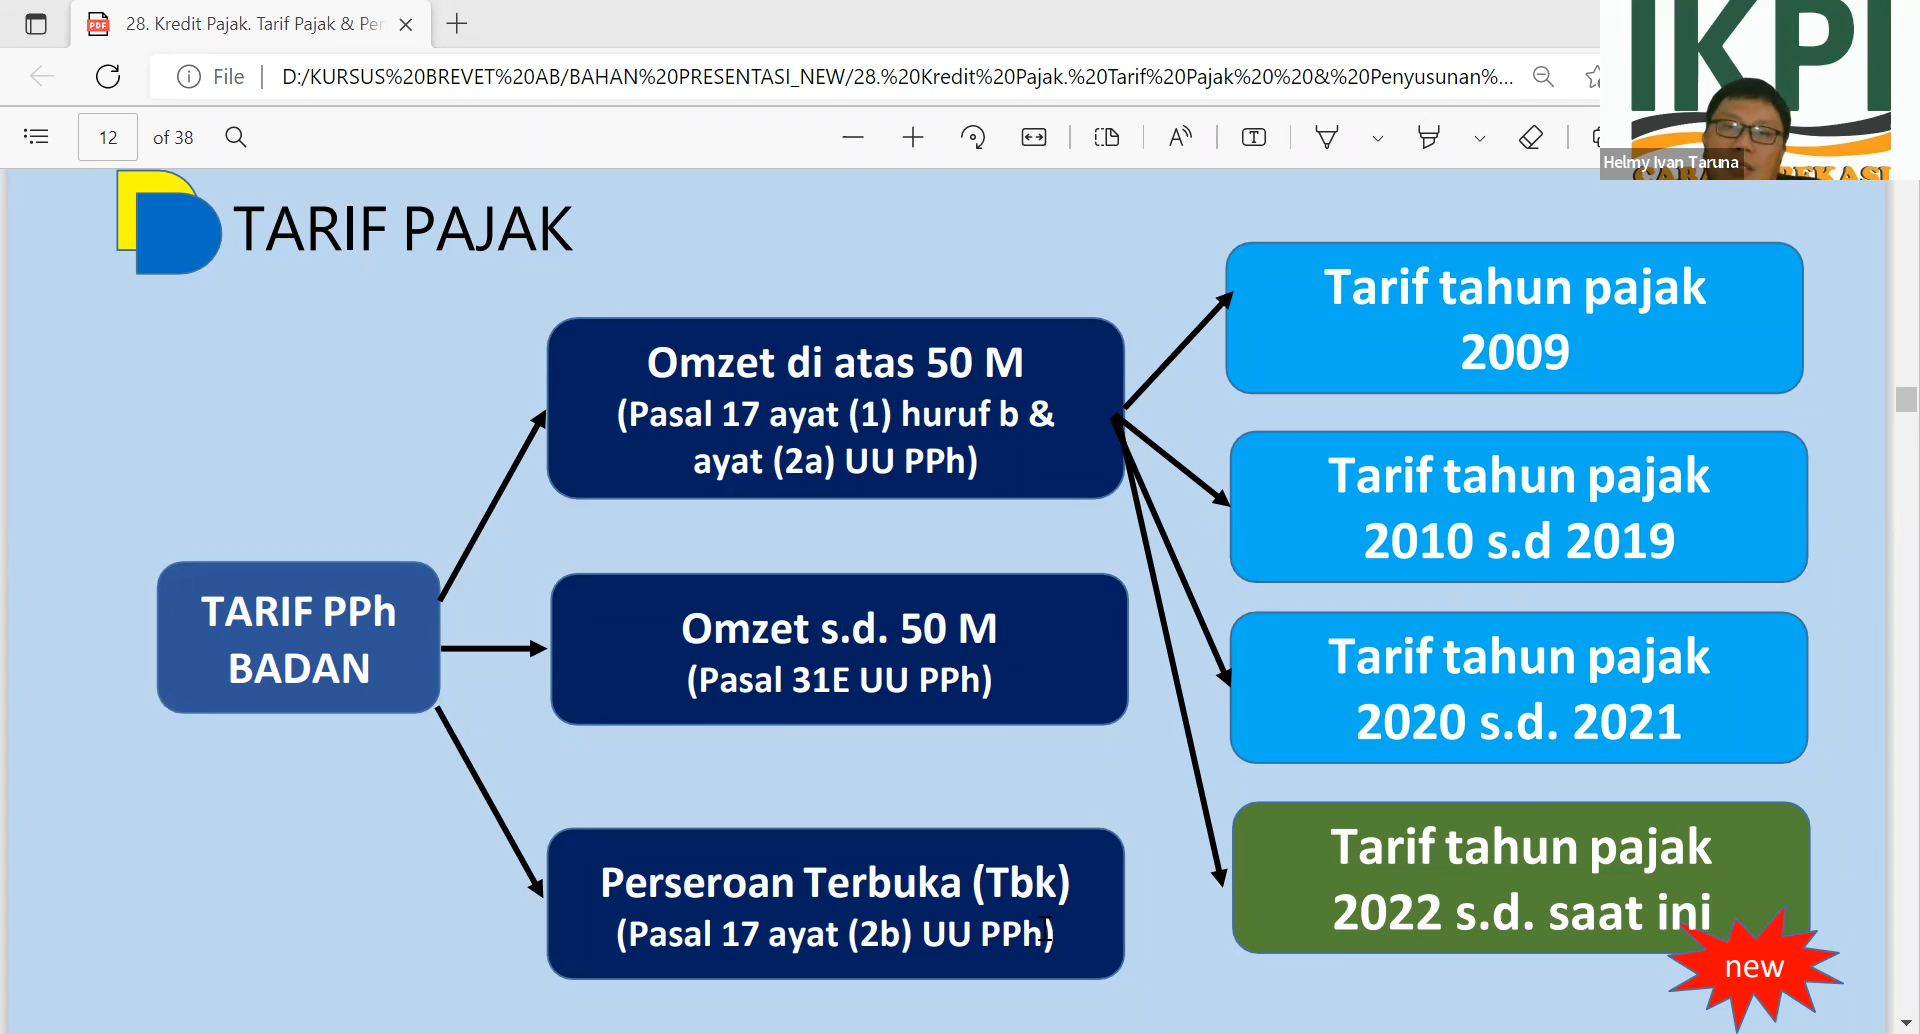 28. Kredit Pajak. Tarif Pajak & Per
File
D:/KURSUS%20BREVET%20AB/BAHAN%20PRESENTASI_NEW/28.%20Kredit%20Pajak.%20Tarif%20Pajak%20%20&%20Penyusunan%...
12 of 38
IKPI
Helmy Ivan Taruna
TARIF PAJAK
TARIF PPh
BADAN
Omzet di atas 50 M
(Pasal 17 ayat (1) huruf b &
ayat (2a) UU PPh)
Omzet s.d. 50 M
(Pasal 31E UU PPh)
Perseroan Terbuka (Tbk)
(Pasal 17 ayat (2b) UU PPh)
Tarif tahun pajak
2009
Tarif tahun pajak
2010 s.d 2019
Tarif tahun pajak
2020 s.d. 2021
Tarif tahun pajak
2022 s.d. saat ini
new